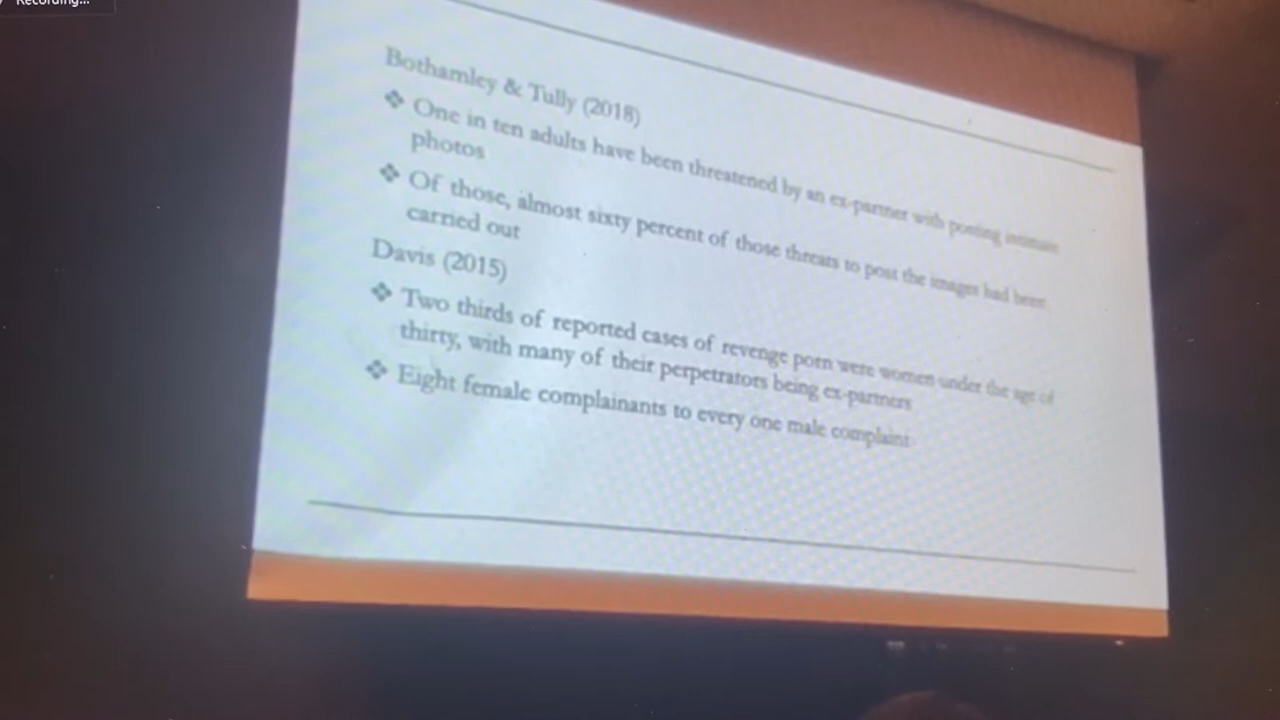 Recording...
Bothamley & Tully (2018)
❖ One in ten adults have been threatened by an ex-partner with posting intimate
photos
❖ Of those, almost sixty percent of those threats to post the images had been
carried out
Davis (2015)
❖ Two thirds of reported cases of revenge porn were women under the age of
thirty, with many of their perpetrators being ex-partners
❖ Eight female complainants to every one male complaint